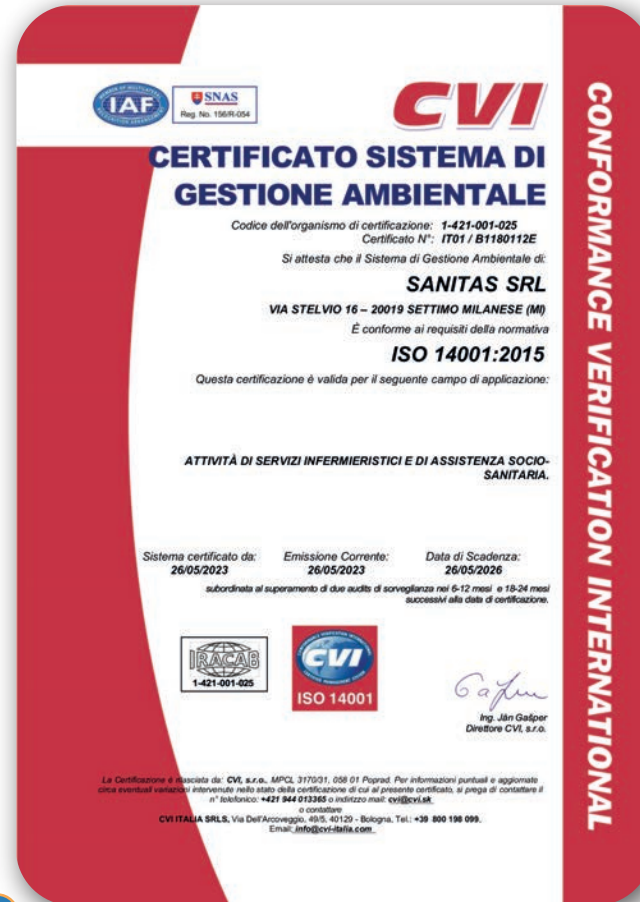 IAF
SNAS
Reg. No. 156/R-054
CVI
CERTIFICATO SISTEMA DI
GESTIONE AMBIENTALE
Codice dell'organismo di certificazione: 1-421-001-025
Certificato N°: IT01 / B1180112E
Si attesta che il Sistema di Gestione Ambientale di:
SANITAS SRL
VIA STELVIO 16 – 20019 SETTIMO MILANESE (MI)
È conforme ai requisiti della normativa
ISO 14001:2015
Questa certificazione è valida per il seguente campo di applicazione:
ATTIVITÀ DI SERVIZI INFERMIERISTICI E DI ASSISTENZA SOCIO-
SANITARIA.
Sistema certificato da: Emissione Corrente: Data di Scadenza:
26/05/2023 26/05/2023 26/05/2026
subordinata al superamento di due audits di sorveglianza nei 6-12 mesi e 18-24 mesi
successivi alla data di certificazione.
IRACAB
1-421-001-025
CVI
ISO 14001
Ing. Ján Gašper
Direttore CVI, s.r.o.
La Certificazione è rilasciata da: CVI, s.r.o., MPCL 3170/31, 058 01 Poprad. Per informazioni puntuali e aggiornate
circa eventuali variazioni intervenute nello stato della certificazione di cui al presente certificato, si prega di contattare il
n° telefonico: +421 944 013365 o indirizzo mail: cvi@cvi.sk
o contattare
CVI ITALIA SRLS, Via Dell'Arcoveggio, 49/5, 40129 - Bologna, Tel.: +39 800 198 099.
Email: info@cvi-italia.com
CONFORMANCE VERIFICATION INTERNATIONAL